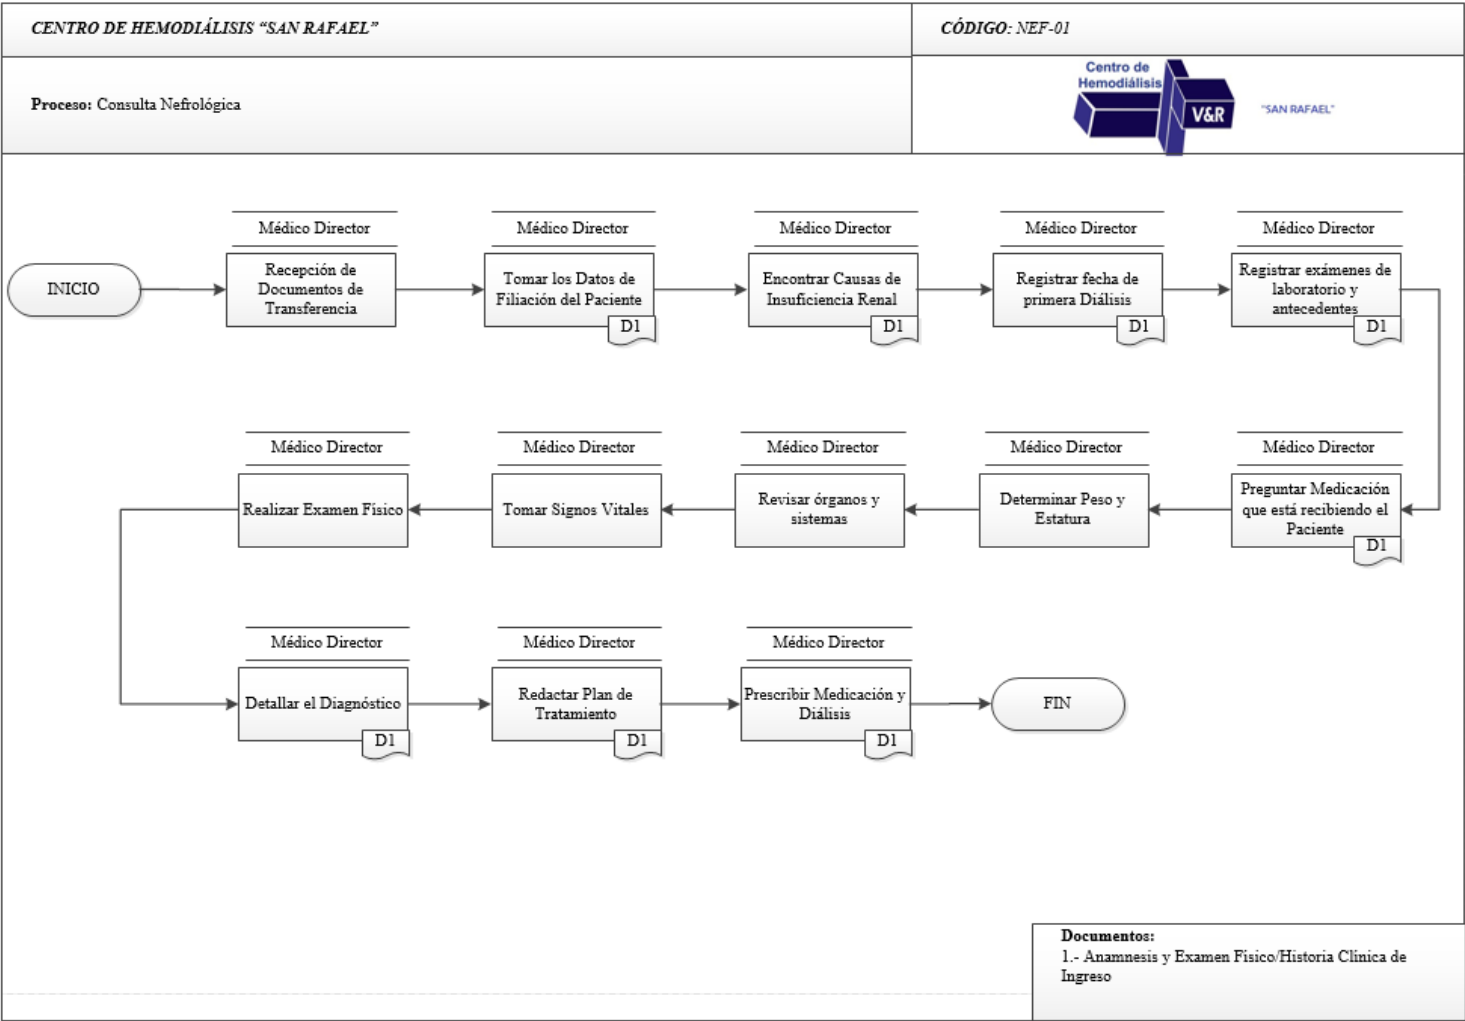 CENTRO DE HEMODIÁLISIS “SAN RAFAEL”
CÓDIGO: NEF-01
Proceso: Consulta Nefrológica
Centro de
Hemodiálisis
V&R
"SAN RAFAEL"
INICIO
Médico Director
Recepción de
Documentos de
Transferencia
Médico Director
Tomar los Datos de
Filiación del Paciente
D1
Médico Director
Encontrar Causas de
Insuficiencia Renal
D1
Médico Director
Registrar fecha de
primera Diálisis
D1
Médico Director
Registrar exámenes de
laboratorio y
antecedentes
D1
Médico Director
Preguntar Medicación
que está recibiendo el
Paciente
D1
Médico Director
Determinar Peso y
Estatura
Médico Director
Revisar órganos y
sistemas
Médico Director
Tomar Signos Vitales
Médico Director
Realizar Examen Físico
Médico Director
Detallar el Diagnóstico
D1
Médico Director
Redactar Plan de
Tratamiento
D1
Médico Director
Prescribir Medicación y
Diálisis
D1
FIN
Documentos:
1.- Anamnesis y Examen Físico/Historia Clínica de
Ingreso